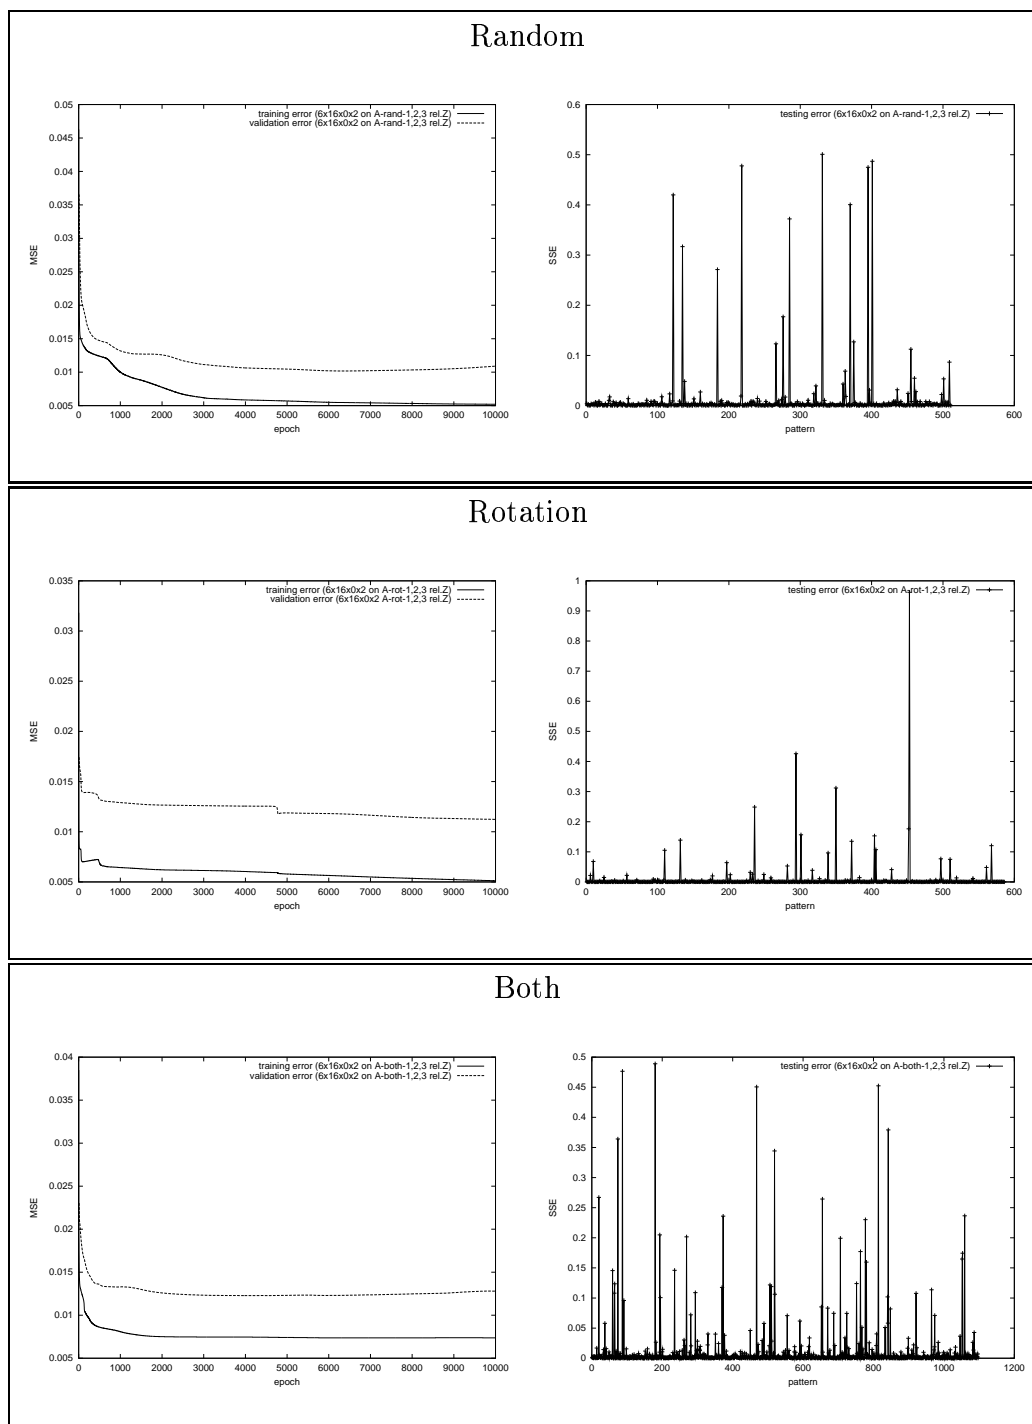 Random
0.05
0.045
0.04
0.035
0.03
0.025
0.02
0.015
0.01
0.005
MSE
training error (6x16x0x2 on A-rand-1,2,3 rel.Z)
validation error (6x16x0x2 on A-rand-1,2,3 rel.Z)
0 1000 2000 3000 4000 5000 6000 7000 8000 9000 10000
epoch
0.6
0.5
0.4
0.3
0.2
0.1
0
SSE
testing error (6x16x0x2 on A-rand-1,2,3 rel.Z)
0 100 200 300 400 500 600
pattern
Rotation
0.035
0.03
0.025
0.02
0.015
0.01
0.005
MSE
training error (6x16x0x2 on A-rot-1,2,3 rel.Z)
validation error (6x16x0x2 A-rot-1,2,3 rel.Z)
0 1000 2000 3000 4000 5000 6000 7000 8000 9000 10000
epoch
1
0.9
0.8
0.7
0.6
0.5
0.4
0.3
0.2
0.1
0
SSE
testing error (6x16x0x2 on A-rot-1,2,3 rel.Z)
0 100 200 300 400 500 600
pattern
Both
0.04
0.035
0.03
0.025
0.02
0.015
0.01
0.005
MSE
training error (6x16x0x2 on A-both-1,2,3 rel.Z)
validation error (6x16x0x2 on A-both-1,2,3 rel.Z)
0 1000 2000 3000 4000 5000 6000 7000 8000 9000 10000
epoch
0.5
0.45
0.4
0.35
0.3
0.25
0.2
0.15
0.1
0.05
0
SSE
testing error (6x16x0x2 on A-both-1,2,3 rel.Z)
0 200 400 600 800 1000 1200
pattern